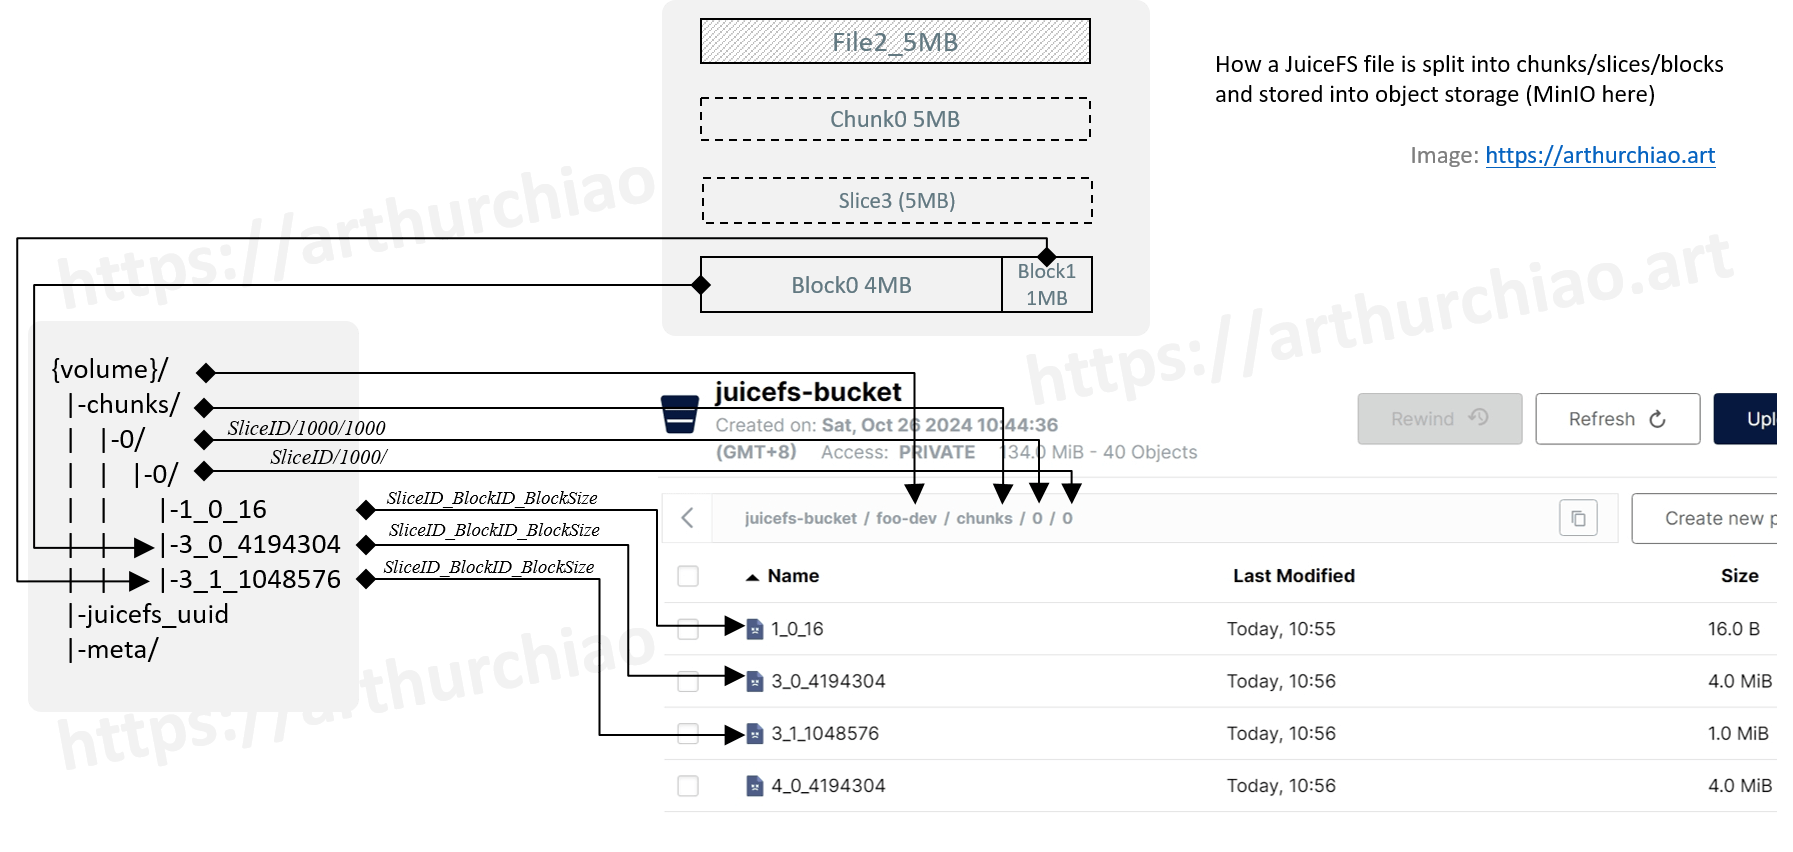 File2_5MB
Chunk0 5MB
Slice3 (5MB)
Block0 4MB
Block1
1MB
How a JuiceFS file is split into chunks/slices/blocks
and stored into object storage (MinIO here)
Image: https://arthurchiao.art
https://arthurchiao
https://arthurchiao.art
https://arthurchiao
{volume}/
|-chunks/
| |-0/
SliceID/1000/1000
| | |-0/
SliceID/1000/
| | |-1_0_16
SliceID_BlockID_BlockSize
| | |-3_0_4194304
SliceID_BlockID_BlockSize
| | |-3_1_1048576
SliceID_BlockID_BlockSize
|-juicefs_uuid
|-meta/
juicefs-bucket
Created on: Sat, Oct 26 2024 10:44:36
(GMT+8) Access: PRIVATE 134.0 MiB - 40 Objects
Rewind
Refresh
Upl
juicefs-bucket / foo-dev / chunks / 0 / 0
Create new p
Name Last Modified Size
1_0_16 Today, 10:55 16.0 B
3_0_4194304 Today, 10:56 4.0 MiB
3_1_1048576 Today, 10:56 1.0 MiB
4_0_4194304 Today, 10:56 4.0 MiB